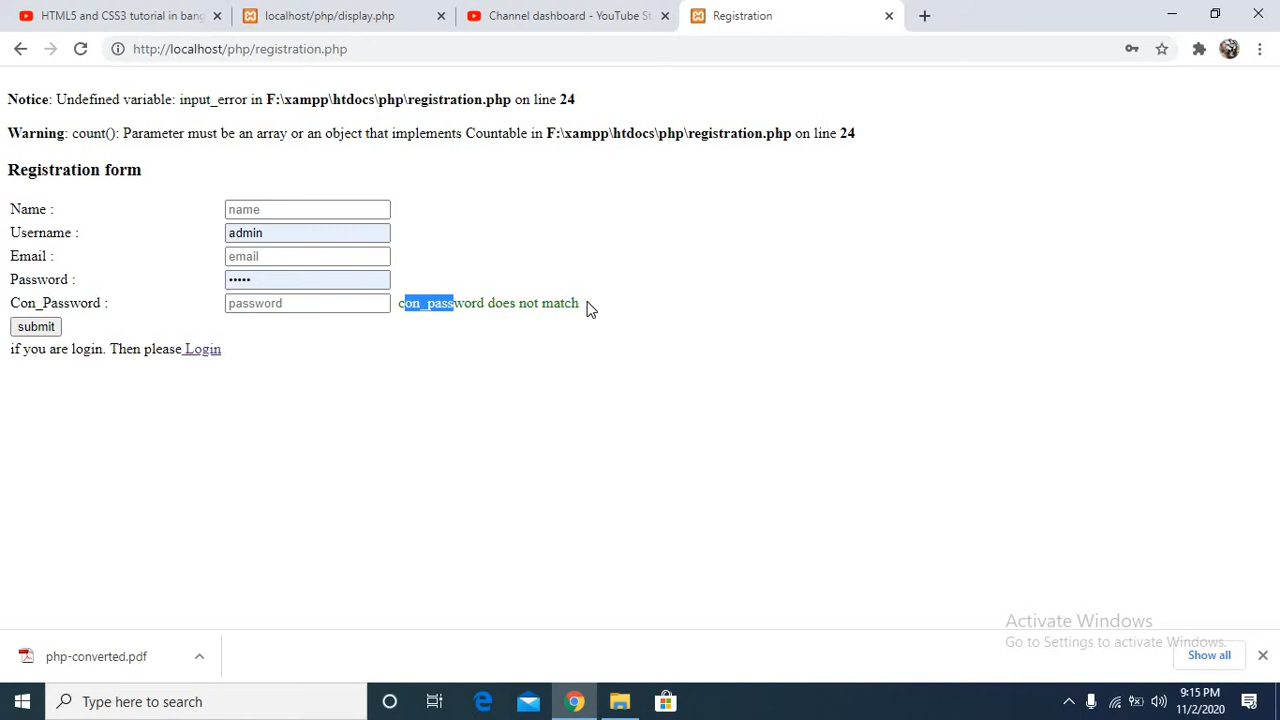 HTML5 and CSS3 tutorial in bang
localhost/php/display.php
Channel dashboard - YouTube St
Registration
http://localhost/php/registration.php
Notice: Undefined variable: input_error in F:\xampp\htdocs\php\registration.php on line 24
Warning: count(): Parameter must be an array or an object that implements Countable in F:\xampp\htdocs\php\registration.php on line 24
Registration form
Name : name
Username : admin
Email : email
Password : •••••
Con_Password : password con_password does not match
submit
if you are login. Then please Login
Activate Windows
Go to Settings to activate Windows.
php-converted.pdf
Show all
Type here to search
9:15 PM
11/2/2020